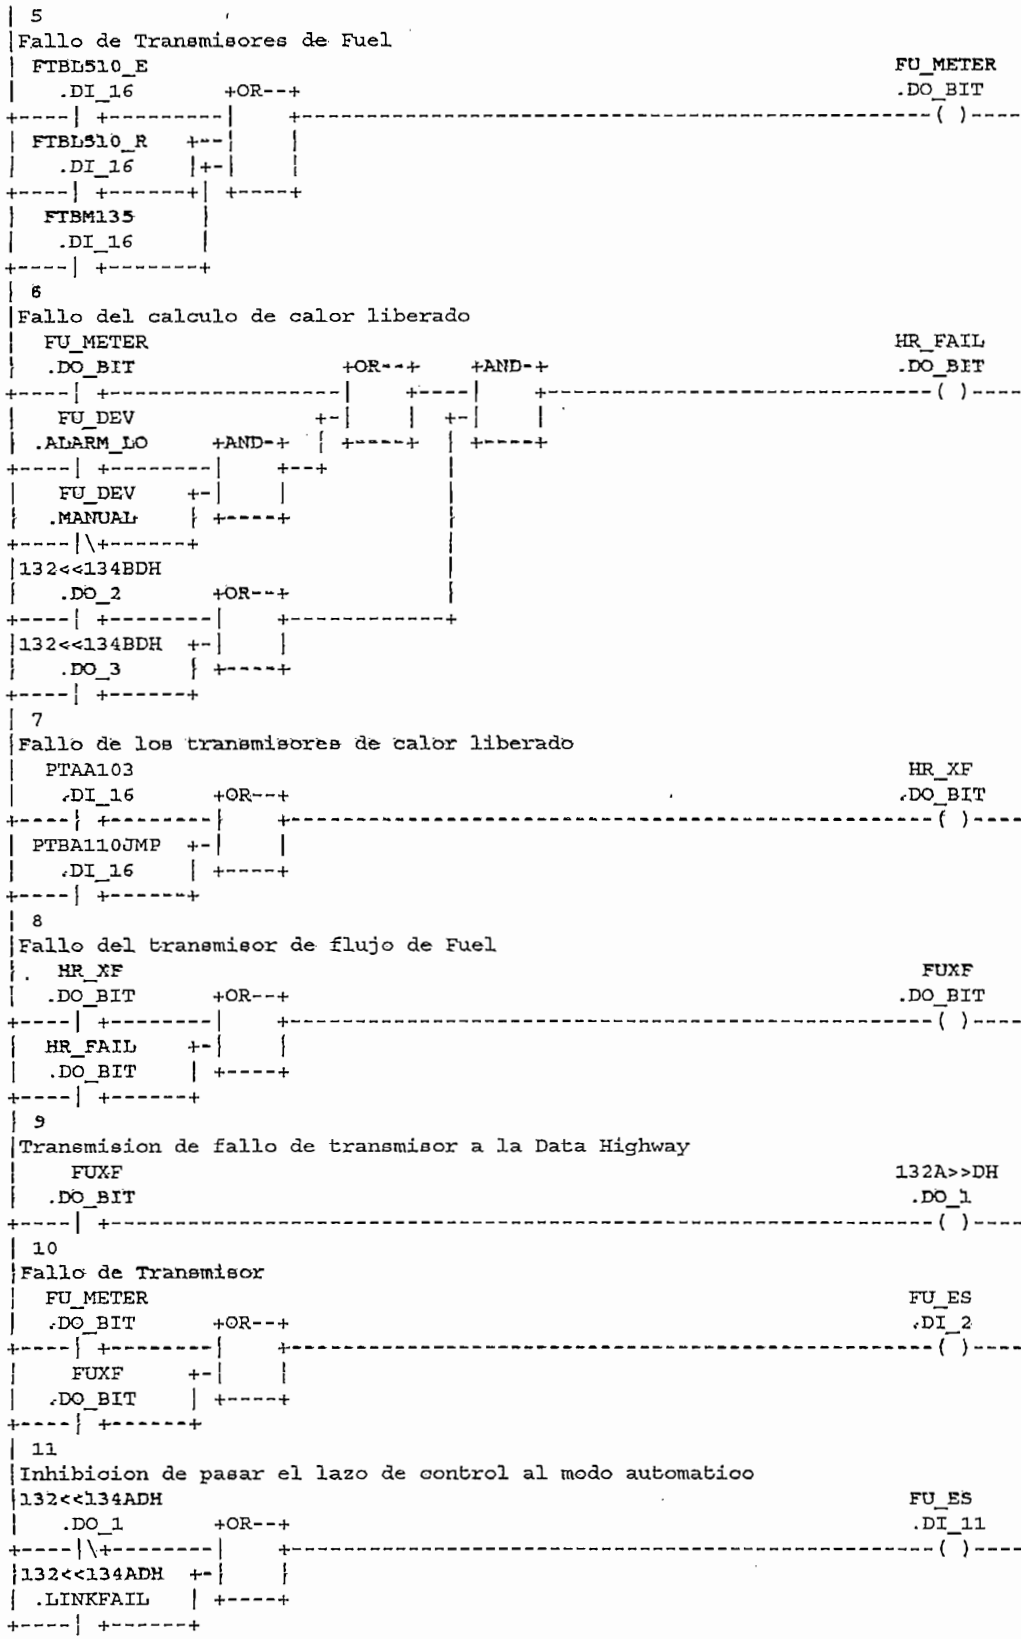 5
Fallo de Transmisores de Fuel
FTBL510_E FU_METER
.DI_16 +OR--+ .DO_BIT
+----| +---------| +-------------------------------------------------( )----
FTBL510_R +--|
.DI_16 |+-|
+----| +------+| +----+
FTBM135
.DI_16
+----| +-------+
6
Fallo del calculo de calor liberado
FU_METER HR_FAIL
.DO_BIT +OR--+ +AND-+ .DO_BIT
+----| +------------------| +----| +------------------------------( )----
FU_DEV +-| | +-| |
.ALARM_LO +AND-+ | +----+ | +----+
+----| +--------| +--+
FU_DEV +-| |
.MANUAL | +----+
+----|\+------+
132<<134BDH
.DO_2 +OR--+
+----| +--------| +------------+
132<<134BDH +-| |
.DO_3 | +----+
+----| +------+
7
Fallo de los transmisores de calor liberado
PTAA103 HR_XF
.DI_16 +OR--+ .DO_BIT
+----| +--------| +--------------------------------------------------( )----
PTBA110JMP +-| |
.DI_16 | +----+
+----| +------+
8
Fallo del transmisor de flujo de Fuel
. HR_XF FUXF
.DO_BIT +OR--+ .DO_BIT
+----| +--------| +--------------------------------------------------( )----
HR_FAIL +-| |
.DO_BIT | +----+
+----| +------+
9
Transmision de fallo de transmisor a la Data Highway
FUXF 132A>>DH
.DO_BIT .DO_1
+----| +----------------------------------------------------------------( )----
10
Fallo de Transmisor
FU_METER FU_ES
.DO_BIT +OR--+ .DI_2
+----| +--------| +--------------------------------------------------( )----
FUXF +-| |
.DO_BIT | +----+
+----| +------+
11
Inhibicion de pasar el lazo de control al modo automatico
132<<134ADH FU_ES
.DO_1 +OR--+ .DI_11
+----|\+--------| +--------------------------------------------------( )----
132<<134ADH +-| |
.LINKFAIL | +----+
+----| +------+